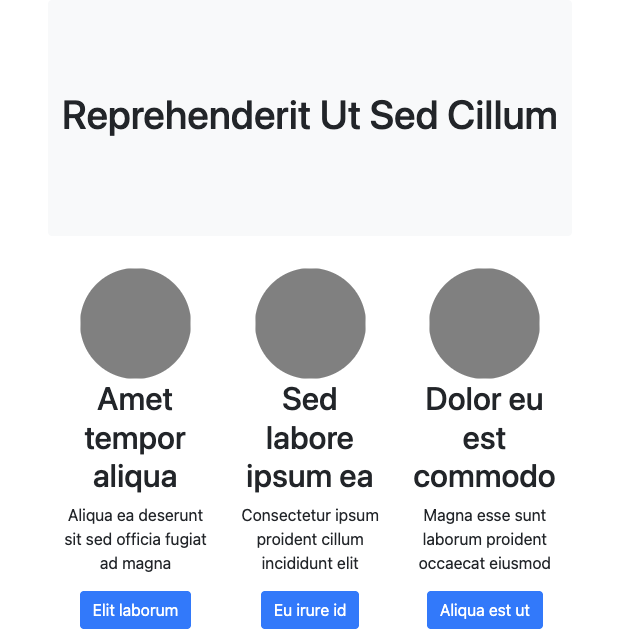 Reprehenderit Ut Sed Cillum
Amet
tempor
aliqua
Aliqua ea deserunt
sit sed officia fugiat
ad magna
Elit laborum
Sed
labore
ipsum ea
Consectetur ipsum
proident cillum
incididunt elit
Eu irure id
Dolor eu
est
commodo
Magna esse sunt
laborum proident
occaecat eiusmod
Aliqua est ut